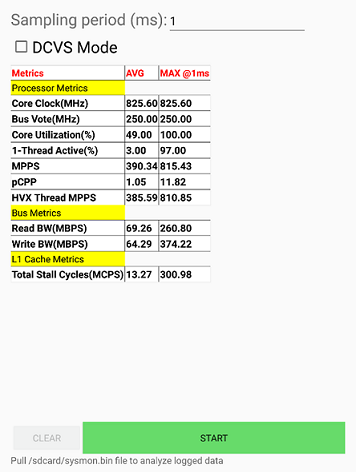 Sampling period (ms): 1
DCVS Mode
Metrics AVG MAX @1ms
Processor Metrics
Core Clock(MHz) 825.60 825.60
Bus Vote(MHz) 250.00 250.00
Core Utilization(%) 49.00 100.00
1-Thread Active(%) 3.00 97.00
MPPS 390.34 815.43
pCPP 1.05 11.82
HVX Thread MPPS 385.59 810.85
Bus Metrics
Read BW(MBPS) 69.26 260.80
Write BW(MBPS) 64.29 374.22
L1 Cache Metrics
Total Stall Cycles(MCPS) 13.27 300.98
CLEAR START
Pull /sdcard/sysmon.bin file to analyze logged data